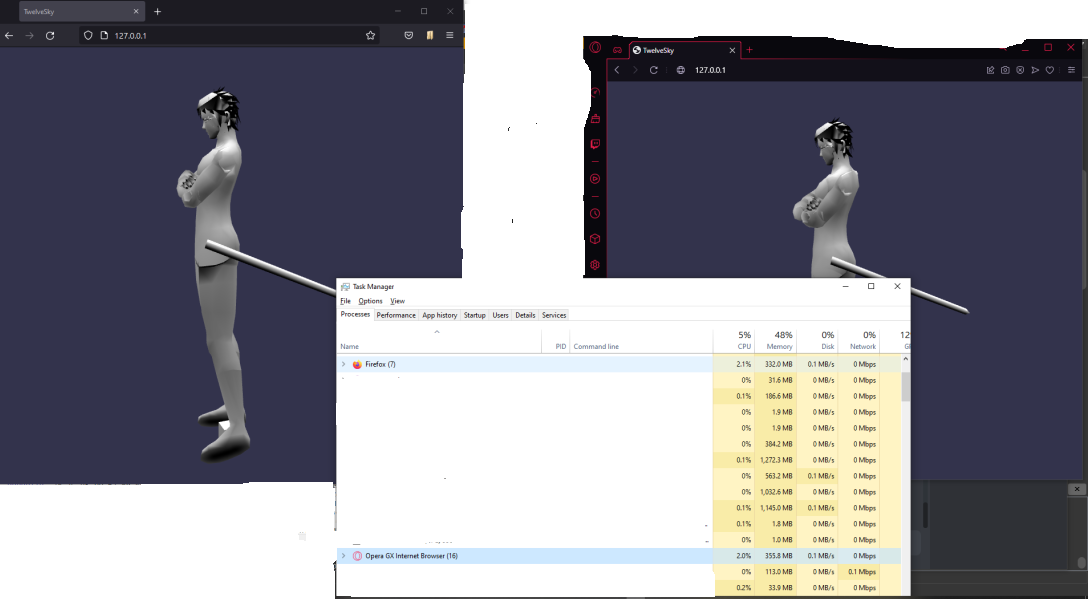 TwelveSky
127.0.0.1
TwelveSky
127.0.0.1
Task Manager
File Options View
Processes Performance App history Startup Users Details Services
5% 48% 0% 0% 12
Name PID Command line CPU Memory Disk Network
Firefox (7) 2.1% 332.0 MB 0.1 MB/s 0 Mbps
0% 31.6 MB 0 MB/s 0 Mbps
0.1% 186.6 MB 0 MB/s 0 Mbps
0% 1.9 MB 0 MB/s 0 Mbps
0% 1.9 MB 0 MB/s 0 Mbps
0% 384.2 MB 0 MB/s 0 Mbps
0.1% 1,272.3 MB 0 MB/s 0 Mbps
0% 563.2 MB 0.1 MB/s 0 Mbps
0% 1,032.6 MB 0 MB/s 0 Mbps
0.1% 1,145.0 MB 0.1 MB/s 0 Mbps
0.1% 1.8 MB 0 MB/s 0 Mbps
0% 1.0 MB 0 MB/s 0 Mbps
Opera GX Internet Browser (16) 2.0% 355.8 MB 0.1 MB/s 0 Mbps
0% 113.0 MB 0 MB/s 0.1 Mbps
0.2% 33.9 MB 0 MB/s 0 Mbps